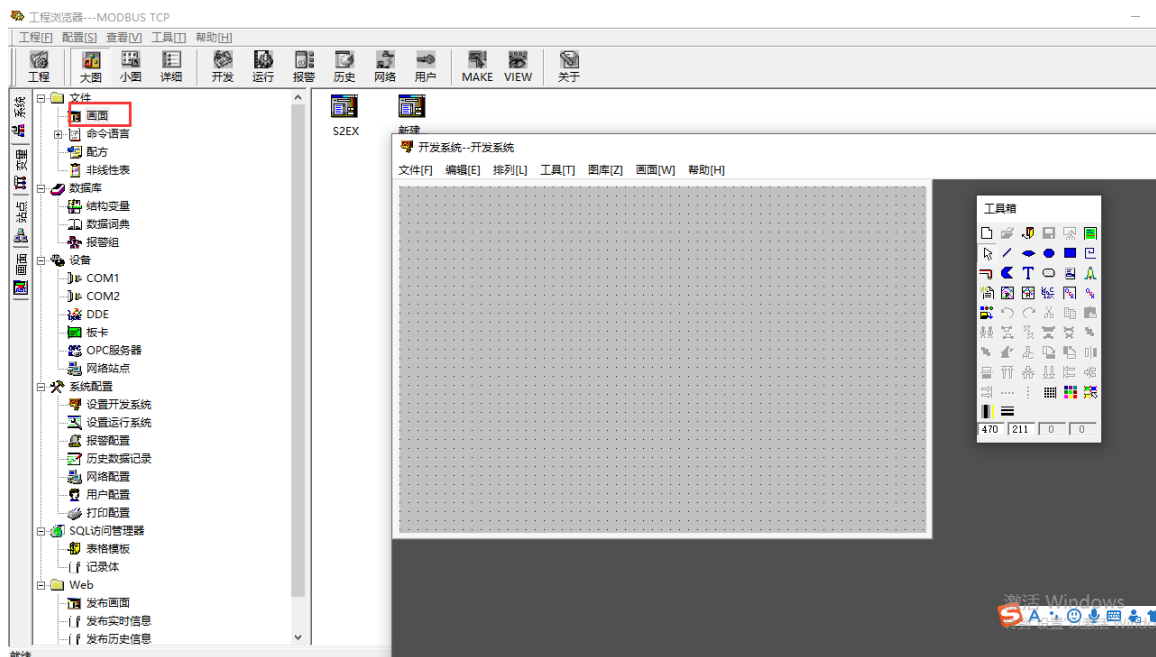 工程浏览器---MODBUS TCP
工程[F] 配置[S] 查看[V] 工具[T] 帮助[H]
工程 大图 小图 详细 开发 运行 报警 历史 网络 用户 MAKE VIEW 关于
系统
变量
站点
画面
文件
画面
命令语言
配方
非线性表
数据库
结构变量
数据词典
报警组
设备
COM1
COM2
DDE
板卡
OPC服务器
网络站点
系统配置
设置开发系统
设置运行系统
报警配置
历史数据记录
网络配置
用户配置
打印配置
SQL访问管理器
表格模板
记录体
Web
发布画面
发布实时信息
发布历史信息
就绪
S2EX
新建...
开发系统--开发系统
文件[F] 编辑[E] 排列[L] 工具[T] 图库[Z] 画面[W] 帮助[H]
工具箱
470 211 0 0
激活 Windows